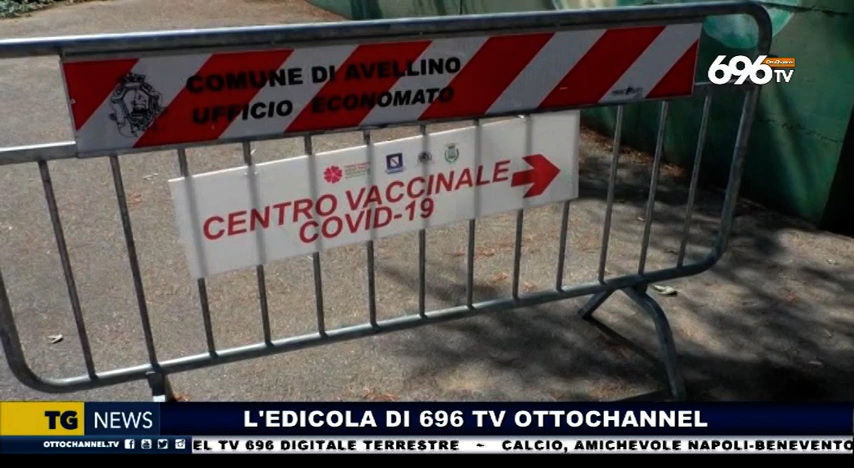 COMUNE DI AVELLINO
UFFICIO ECONOMATO
696
TV
CENTRO VACCINALE
COVID-19
TG NEWS
L'EDICOLA DI 696 TV OTTOCHANNEL
OTTOCHANNEL.TV
EL TV 696 DIGITALE TERRESTRE ~ CALCIO, AMICHEVOLE NAPOLI-BENEVENTO